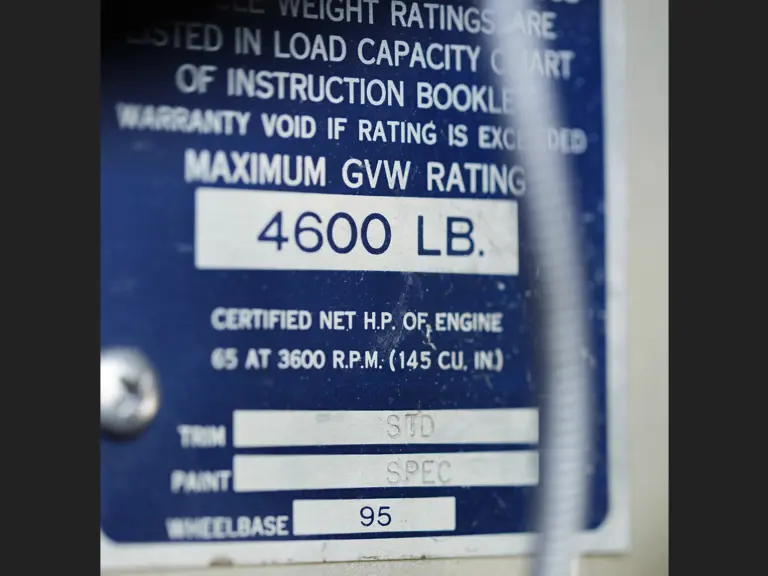 WEIGHT RATINGS ARE
LISTED IN LOAD CAPACITY CHART
OF INSTRUCTION BOOKLET
WARRANTY VOID IF RATING IS EXCEEDED
MAXIMUM GVW RATING
4600 LB.
CERTIFIED NET H.P. OF ENGINE
65 AT 3600 R.P.M. (145 CU. IN.)
TRIM STD
PAINT SPEC
WHEELBASE 95